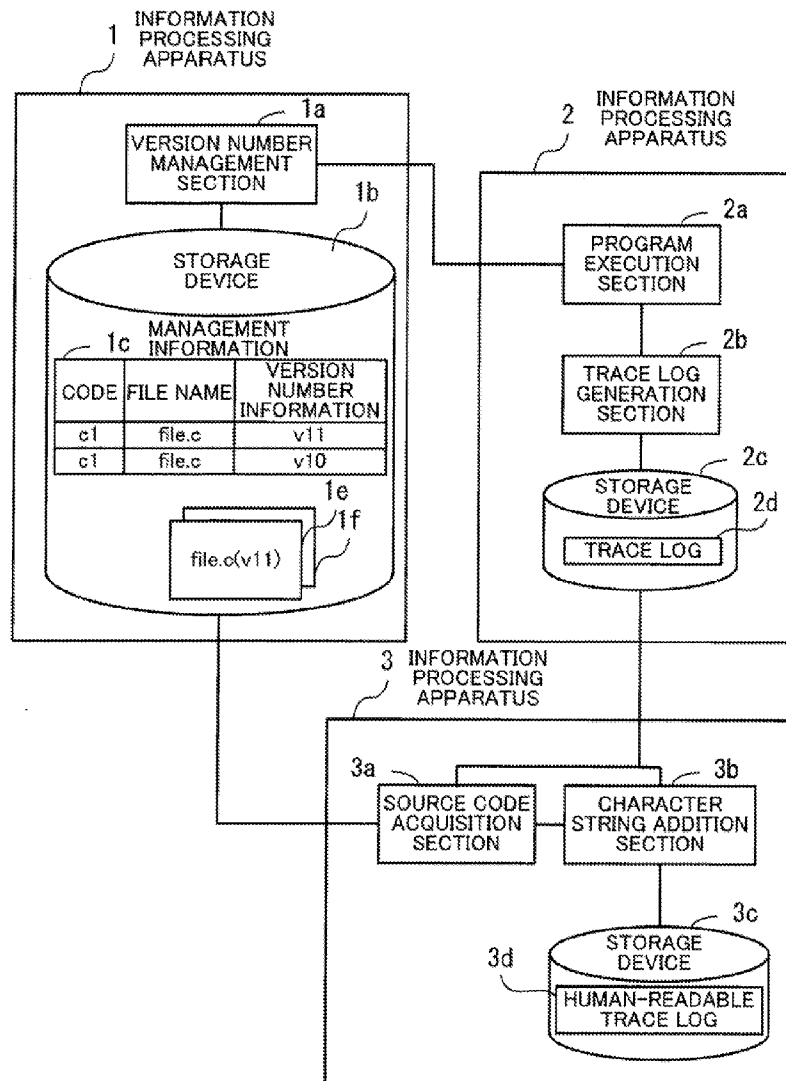 1 INFORMATION
PROCESSING
APPARATUS
1a
VERSION NUMBER
MANAGEMENT
SECTION
1b
STORAGE
DEVICE
MANAGEMENT
INFORMATION
1c
CODE FILE NAME VERSION NUMBER INFORMATION
c1 file.c v11
c1 file.c v10
1e
1f
file.c(v11)
2 INFORMATION
PROCESSING
APPARATUS
2a
PROGRAM
EXECUTION
SECTION
2b
TRACE LOG
GENERATION
SECTION
2c
STORAGE
DEVICE
2d
TRACE LOG
3 INFORMATION
PROCESSING
APPARATUS
3a
SOURCE CODE
ACQUISITION
SECTION
3b
CHARACTER
STRING ADDITION
SECTION
3c
STORAGE
DEVICE
3d
HUMAN-READABLE
TRACE LOG